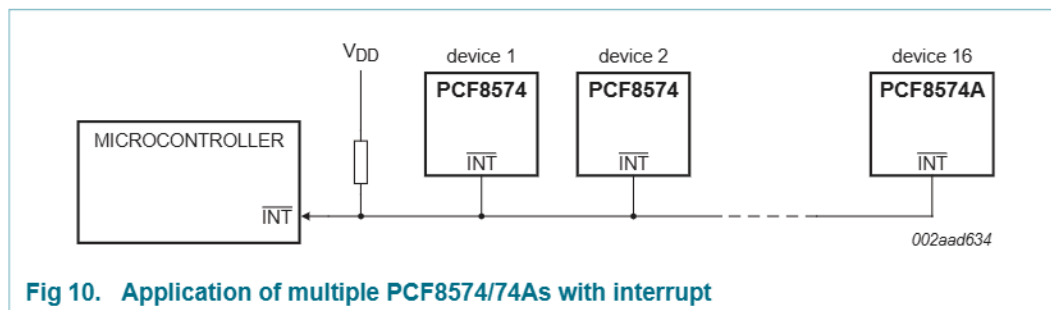 VDD
device 1
device 2
device 16
PCF8574
PCF8574
PCF8574A
MICROCONTROLLER
INT
INT
INT
INT
002aad634
Fig 10. Application of multiple PCF8574/74As with interrupt